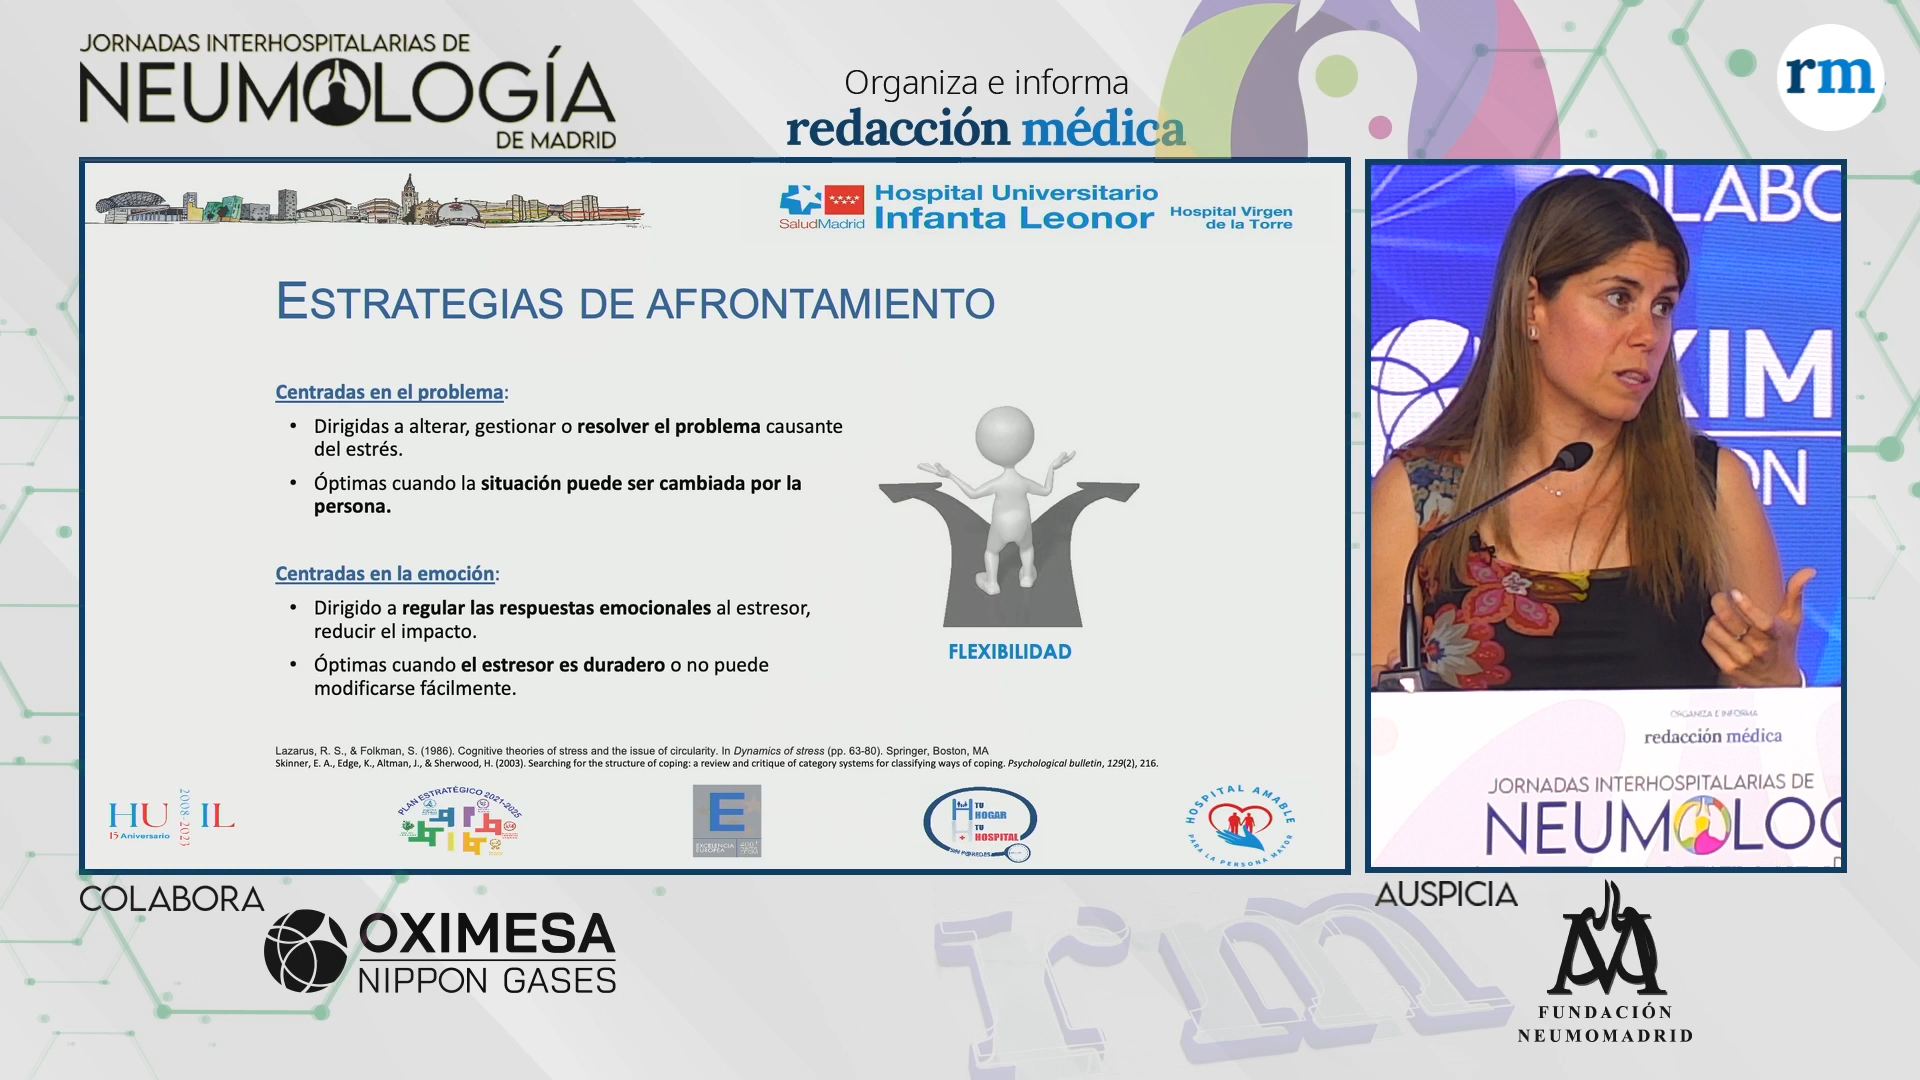 JORNADAS INTERHOSPITALARIAS DE
NEUMOLOGÍA
DE MADRID
Organiza e informa
redacción médica
rm
SaludMadrid
Hospital Universitario
Infanta Leonor
Hospital Virgen
de la Torre
ESTRATEGIAS DE AFRONTAMIENTO
Centradas en el problema:
• Dirigidas a alterar, gestionar o resolver el problema causante
del estrés.
• Óptimas cuando la situación puede ser cambiada por la
persona.
Centradas en la emoción:
• Dirigido a regular las respuestas emocionales al estresor,
reducir el impacto.
• Óptimas cuando el estresor es duradero o no puede
modificarse fácilmente.
FLEXIBILIDAD
Lazarus, R. S., & Folkman, S. (1986). Cognitive theories of stress and the issue of circularity. In Dynamics of stress (pp. 63-80). Springer, Boston, MA
Skinner, E. A., Edge, K., Altman, J., & Sherwood, H. (2003). Searching for the structure of coping: a review and critique of category systems for classifying ways of coping. Psychological bulletin, 129(2), 216.
HU IL
2008-2023
15 Aniversario
PLAN ESTRATÉGICO 2021-2025
E
EXCELENCIA
EUROPEA
TU
HOGAR
TU
HOSPITAL
HOSPITAL AMABLE
PARA LA PERSONA MAYOR
COLABO
XIM
ON
ORGANIZA E INFORMA
redacción médica
JORNADAS INTERHOSPITALARIAS DE
NEUMOLOG
COLABORA
OXIMESA
NIPPON GASES
rm
AUSPICIA
FUNDACIÓN
NEUMOMADRID